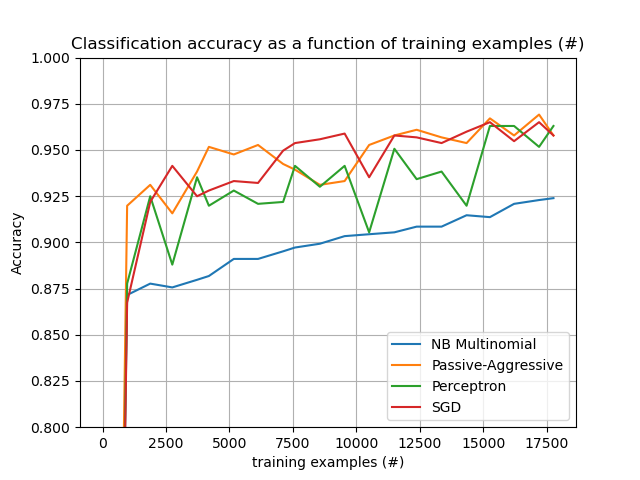 Classification accuracy as a function of training examples (#)
1.000
0.975
0.950
0.925
0.900
0.875
0.850
0.825
0.800
Accuracy
NB Multinomial
Passive-Aggressive
Perceptron
SGD
0 2500 5000 7500 10000 12500 15000 17500
training examples (#)